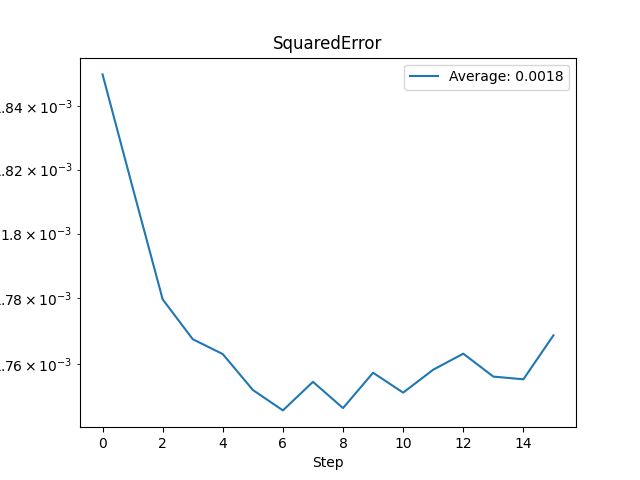 SquaredError
Average: 0.0018
.84 × 10⁻³
.82 × 10⁻³
1.8 × 10⁻³
.78 × 10⁻³
.76 × 10⁻³
0 2 4 6 8 10 12 14
Step